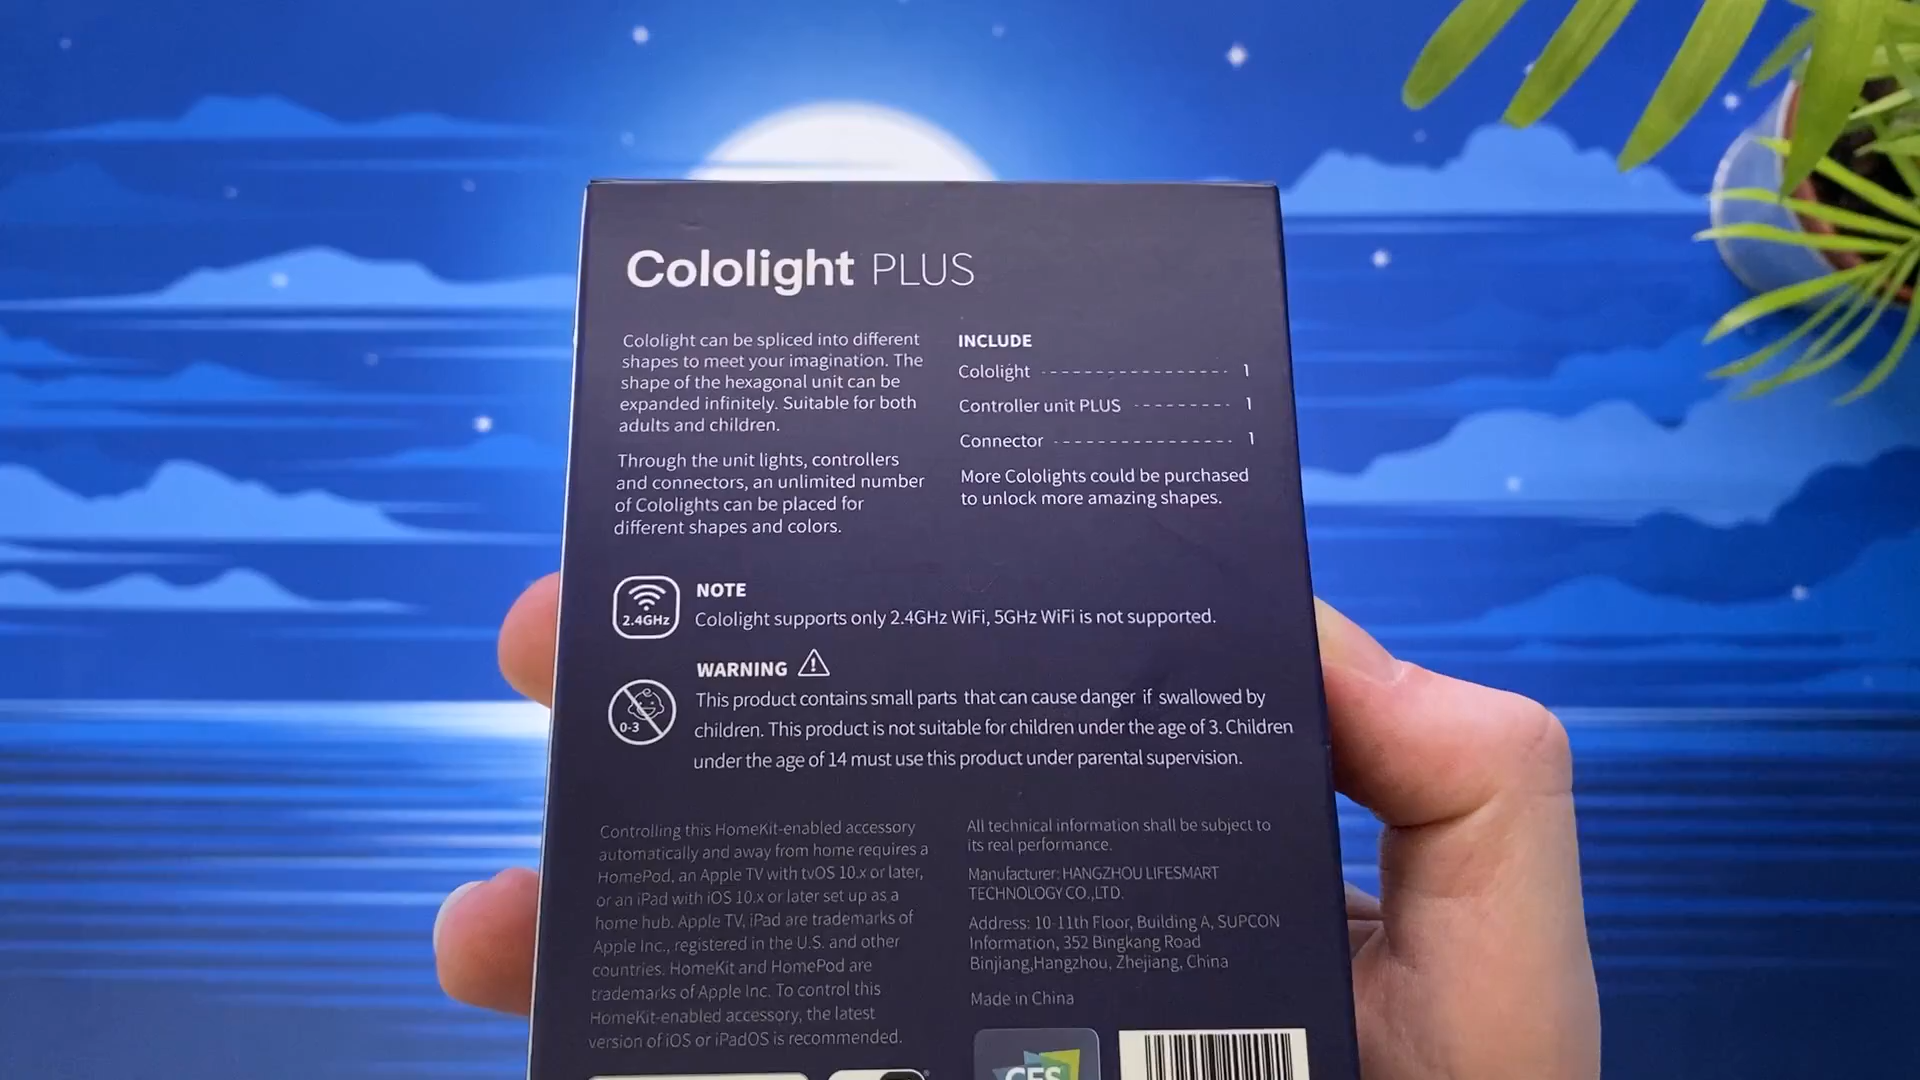 Cololight PLUS
Cololight can be spliced into different
shapes to meet your imagination. The
shape of the hexagonal unit can be
expanded infinitely. Suitable for both
adults and children.
Through the unit lights, controllers
and connectors, an unlimited number
of Cololights can be placed for
different shapes and colors.
INCLUDE
Cololight ------------------ 1
Controller unit PLUS --------- 1
Connector ----------------- 1
More Cololights could be purchased
to unlock more amazing shapes.
2.4GHz
NOTE
Cololight supports only 2.4GHz WiFi, 5GHz WiFi is not supported.
WARNING
0-3
This product contains small parts that can cause danger if swallowed by
children. This product is not suitable for children under the age of 3. Children
under the age of 14 must use this product under parental supervision.
Controlling this HomeKit-enabled accessory
automatically and away from home requires a
HomePod, an Apple TV with tvOS 10.x or later,
or an iPad with iOS 10.x or later set up as a
home hub. Apple TV, iPad are trademarks of
Apple Inc., registered in the U.S. and other
countries. HomeKit and HomePod are
trademarks of Apple Inc. To control this
HomeKit-enabled accessory, the latest
version of iOS or iPadOS is recommended.
All technical information shall be subject to
its real performance.
Manufacturer: HANGZHOU LIFESMART
TECHNOLOGY CO.,LTD.
Address: 10-11th Floor, Building A, SUPCON
Information, 352 Bingkang Road
Binjiang,Hangzhou, Zhejiang, China
Made in China
CES